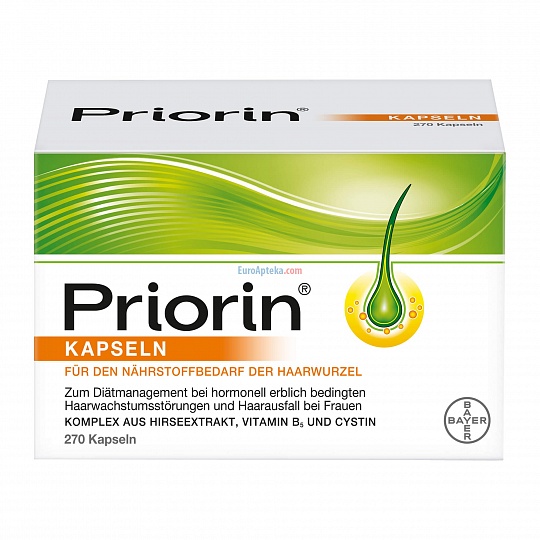 Priorin®
KAPSELN
270 Kapseln
EuroApteka.com
Priorin®
KAPSELN
FÜR DEN NÄHRSTOFFBEDARF DER HAARWURZEL
Zum Diätmanagement bei hormonell erblich bedingten
Haarwachstumsstörungen und Haarausfall bei Frauen
KOMPLEX AUS HIRSEEXTRAKT, VITAMIN B₅ UND CYSTIN
270 Kapseln
BAYER
BAYER